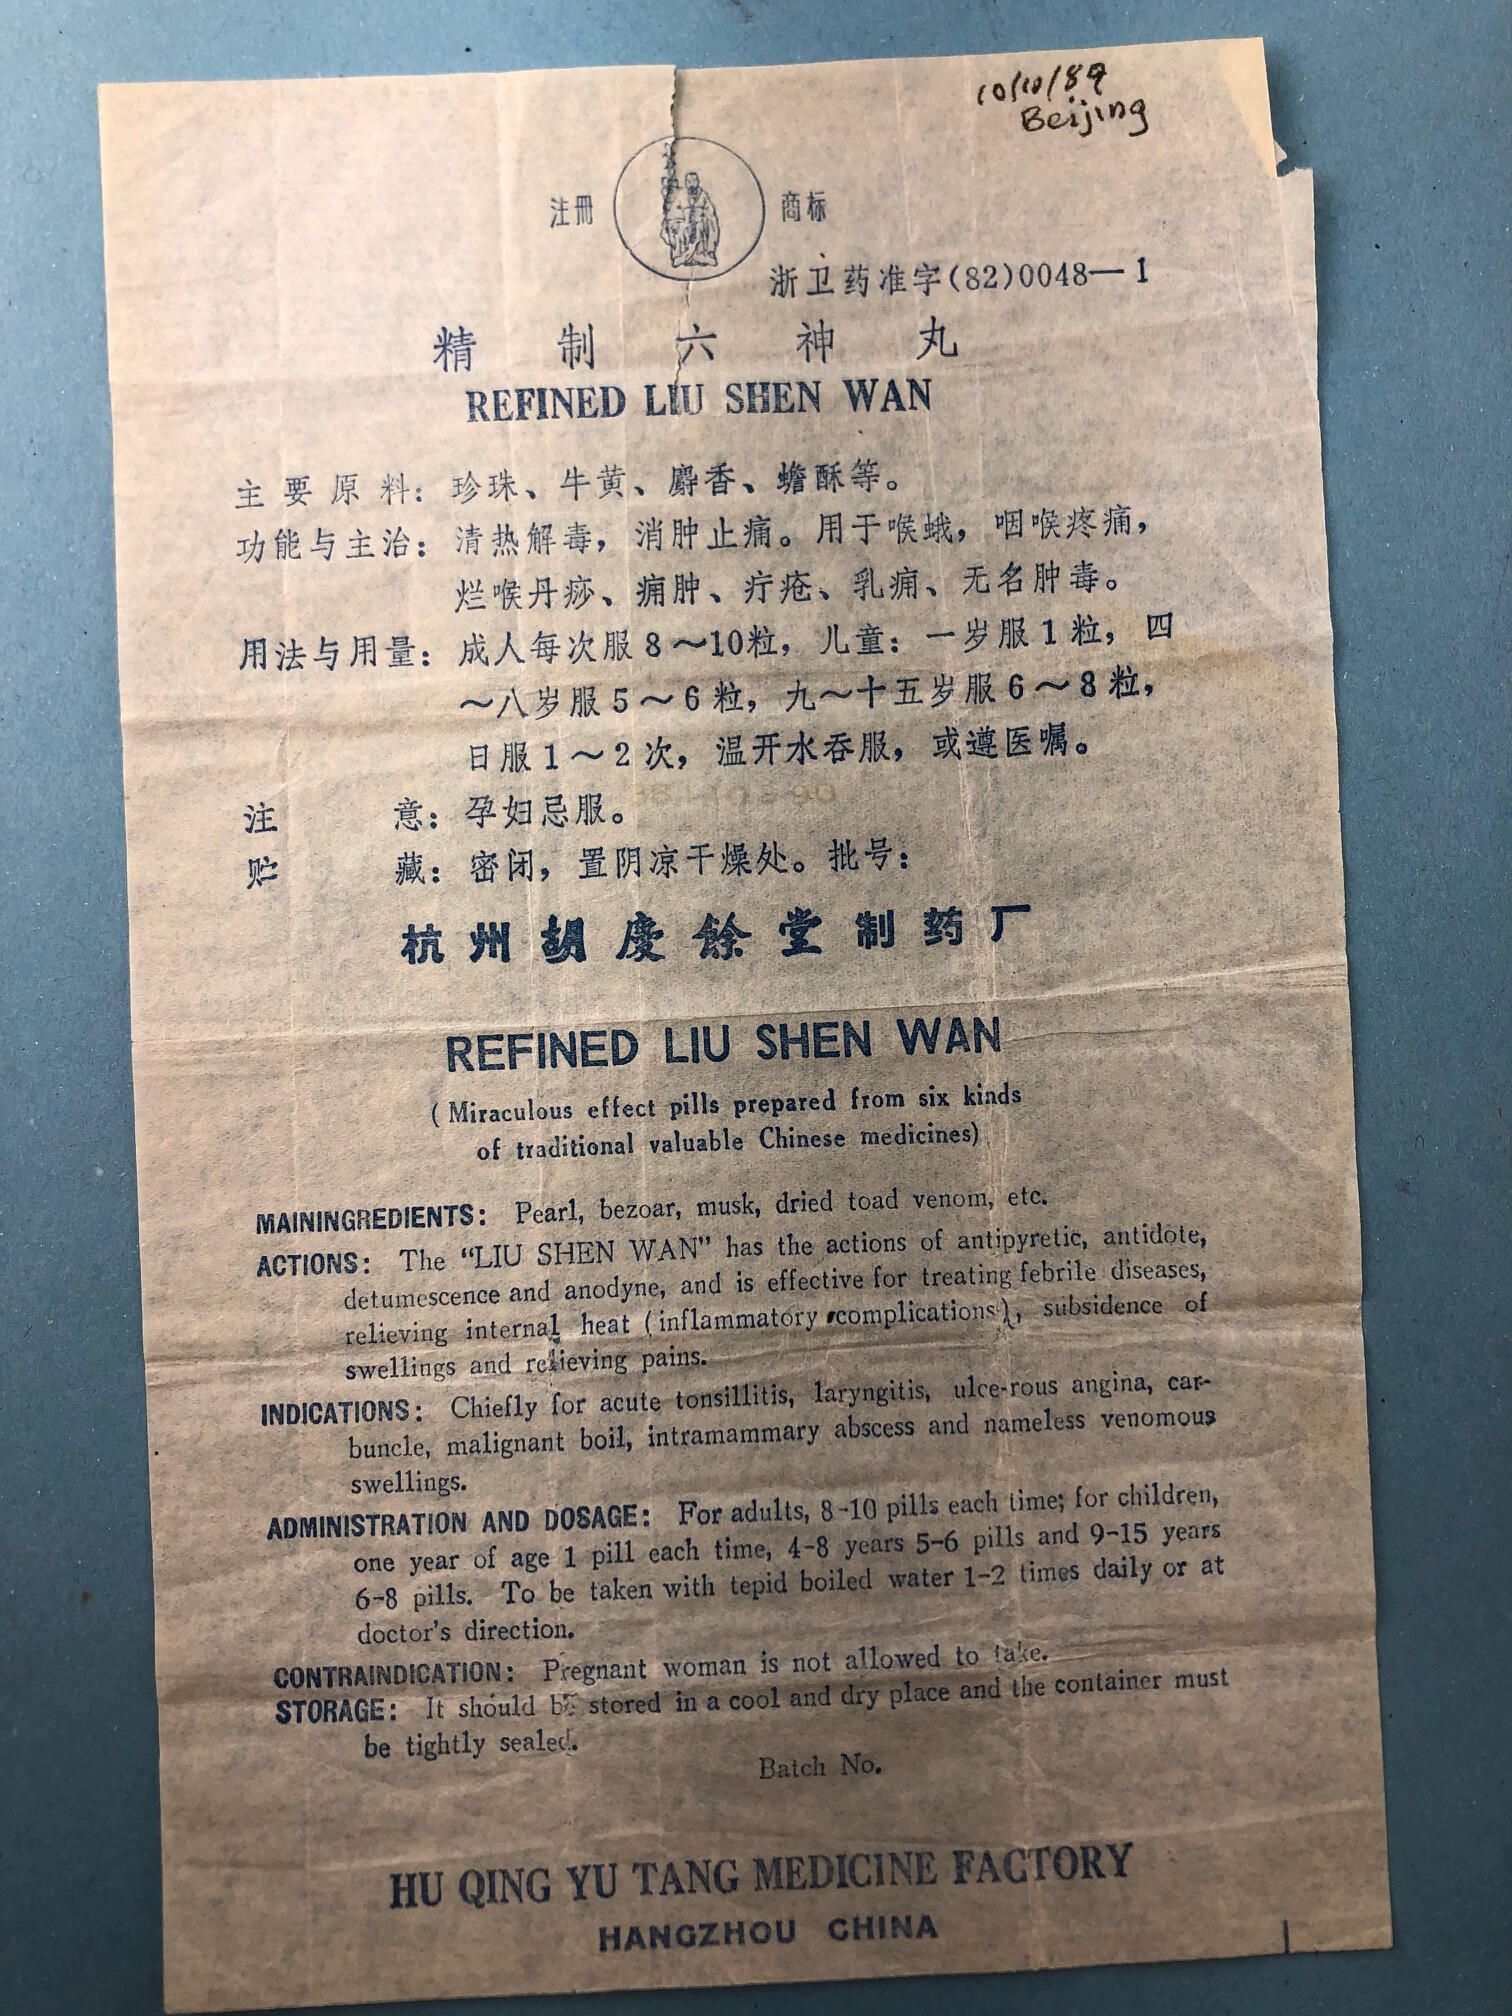 10/10/89
Beijing
注册 商标
浙卫药准字(82)0048—1
精制六神丸
REFINED LIU SHEN WAN
主要原料：珍珠、牛黄、麝香、蟾酥等。
功能与主治：清热解毒，消肿止痛。用于喉蛾，咽喉疼痛，
烂喉丹痧、痈肿、疔疮、乳痈、无名肿毒。
用法与用量：成人每次服8～10粒，儿童：一岁服1粒，四
～八岁服5～6粒，九～十五岁服6～8粒，
日服1～2次，温开水吞服，或遵医嘱。
注意：孕妇忌服。
贮藏：密闭，置阴凉干燥处。批号：
杭州胡庆餘堂制药厂
REFINED LIU SHEN WAN
(Miraculous effect pills prepared from six kinds
of traditional valuable Chinese medicines)
MAININGREDIENTS: Pearl, bezoar, musk, dried toad venom, etc.
ACTIONS: The "LIU SHEN WAN" has the actions of antipyretic, antidote,
detumescence and anodyne, and is effective for treating febrile diseases,
relieving internal heat (inflammatory complications), subsidence of
swellings and relieving pains.
INDICATIONS: Chiefly for acute tonsillitis, laryngitis, ulce-rous angina, car-
buncle, malignant boil, intramammary abscess and nameless venomous
swellings.
ADMINISTRATION AND DOSAGE: For adults, 8-10 pills each time; for children,
one year of age 1 pill each time, 4-8 years 5-6 pills and 9-15 years
6-8 pills. To be taken with tepid boiled water 1-2 times daily or at
doctor's direction.
CONTRAINDICATION: Pregnant woman is not allowed to take.
STORAGE: It should be stored in a cool and dry place and the container must
be tightly sealed.
Batch No.
HU QING YU TANG MEDICINE FACTORY
HANGZHOU CHINA